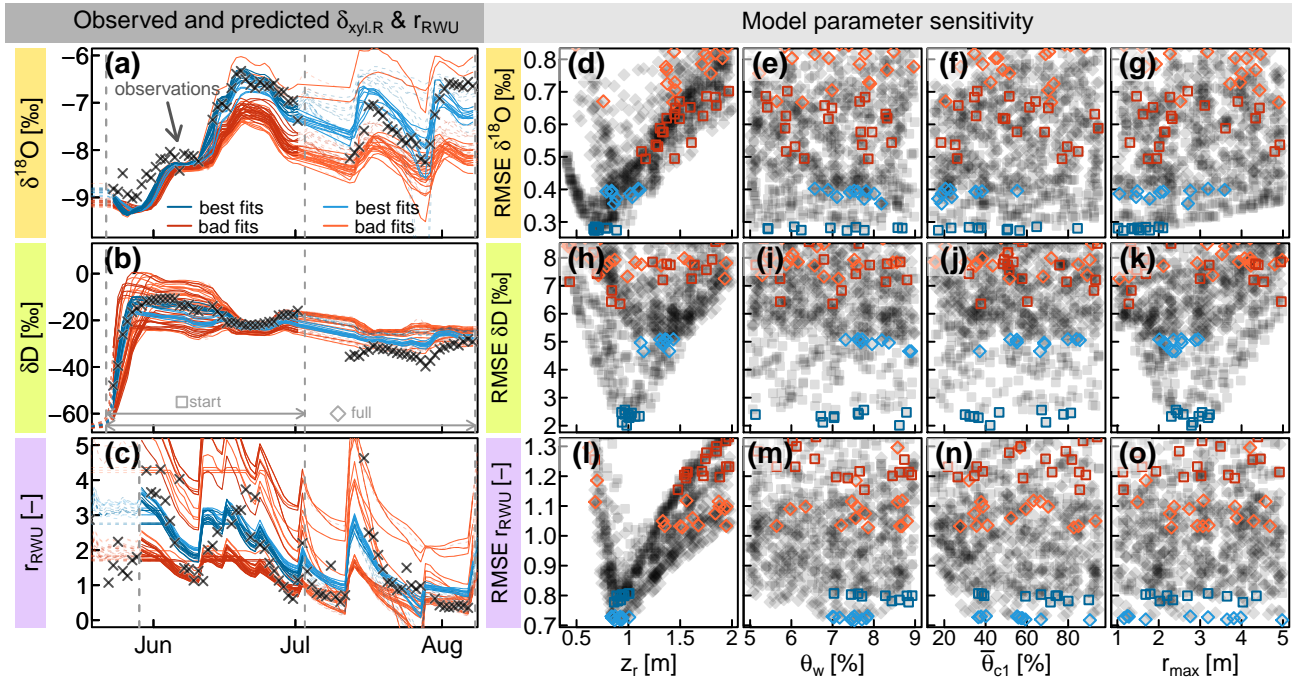 Observed and predicted δxyl.R & rRWU
Model parameter sensitivity
(a)
observations
δ18O [‰]
−6
−7
−8
−9
best fits best fits
bad fits bad fits
(b)
δD [‰]
0
−20
−40
−60
start
full
(c)
rRWU [−]
5
4
3
2
1
0
Jun Jul Aug
(d) (e) (f) (g)
RMSE δ18O [‰]
0.8
0.7
0.6
0.5
0.4
0.3
(h) (i) (j) (k)
RMSE δD [‰]
8
7
6
5
4
3
2
(l) (m) (n) (o)
RMSE rRWU [−]
1.3
1.2
1.1
1.0
0.9
0.8
0.7
0.5 1 1.5 2
zr [m]
5 6 7 8 9
θw [%]
20 40 60 80
θ̅c1 [%]
1 2 3 4 5
rmax [m]